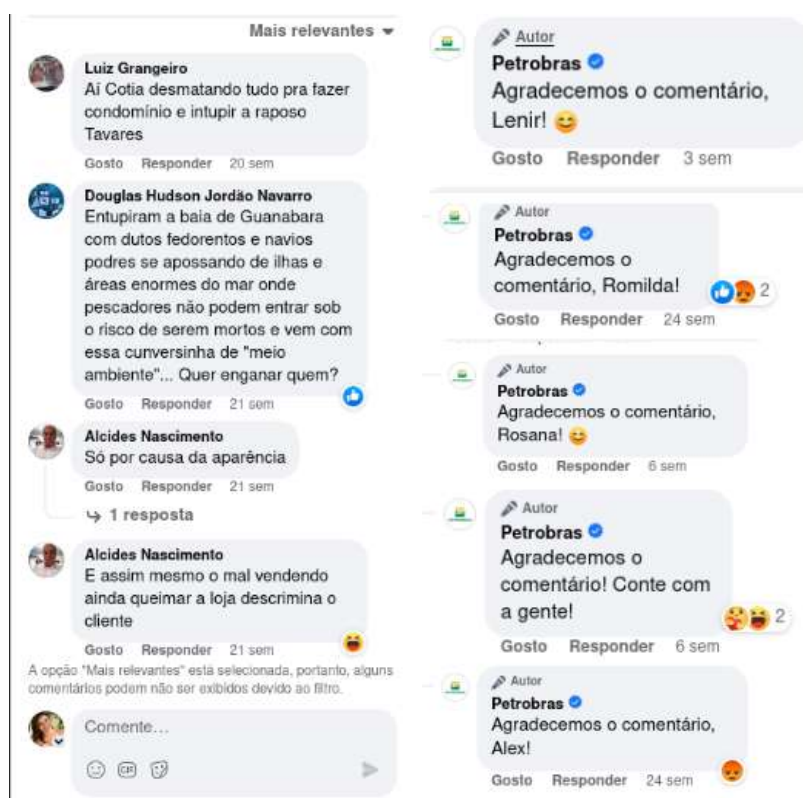 Mais relevantes
Luiz Grangeiro
Aí Cotia desmatando tudo pra fazer
condomínio e intupir a raposo
Tavares
Gosto Responder 20 sem
Douglas Hudson Jordão Navarro
Entupiram a baia de Guanabara
com dutos fedorentos e navios
podres se apossando de ilhas e
áreas enormes do mar onde
pescadores não podem entrar sob
o risco de serem mortos e vem com
essa cunversinha de "meio
ambiente"... Quer enganar quem?
Gosto Responder 21 sem
Alcides Nascimento
Só por causa da aparência
Gosto Responder 21 sem
1 resposta
Alcides Nascimento
E assim mesmo o mal vendendo
ainda queimar a loja descrimina o
cliente
Gosto Responder 21 sem
A opção "Mais relevantes" está selecionada, portanto, alguns
comentários podem não ser exibidos devido ao filtro.
Comente...
GIF
Autor
Petrobras
Agradecemos o comentário,
Lenir! 😊
Gosto Responder 3 sem
Autor
Petrobras
Agradecemos o
comentário, Romilda!
2
Gosto Responder 24 sem
Autor
Petrobras
Agradecemos o comentário,
Rosana! 😊
Gosto Responder 6 sem
Autor
Petrobras
Agradecemos o
comentário! Conte com
a gente!
2
Gosto Responder 6 sem
Autor
Petrobras
Agradecemos o comentário,
Alex!
Gosto Responder 24 sem